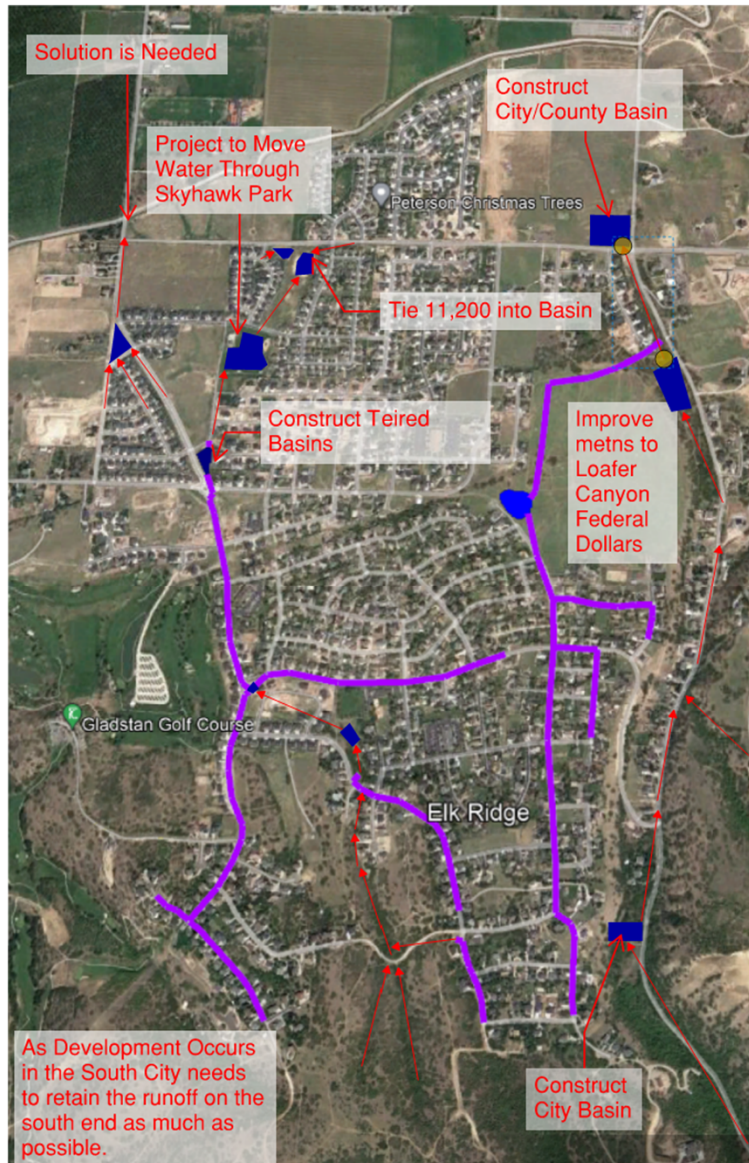 Solution is Needed
Construct
City/County Basin
Project to Move
Water Through
Skyhawk Park
Peterson Christmas Trees
Tie 11,200 into Basin
Construct Teired
Basins
Improve
metns to
Loafer
Canyon
Federal
Dollars
Gladstan Golf Course
Elk Ridge
As Development Occurs
in the South City needs
to retain the runoff on the
south end as much as
possible.
Construct
City Basin